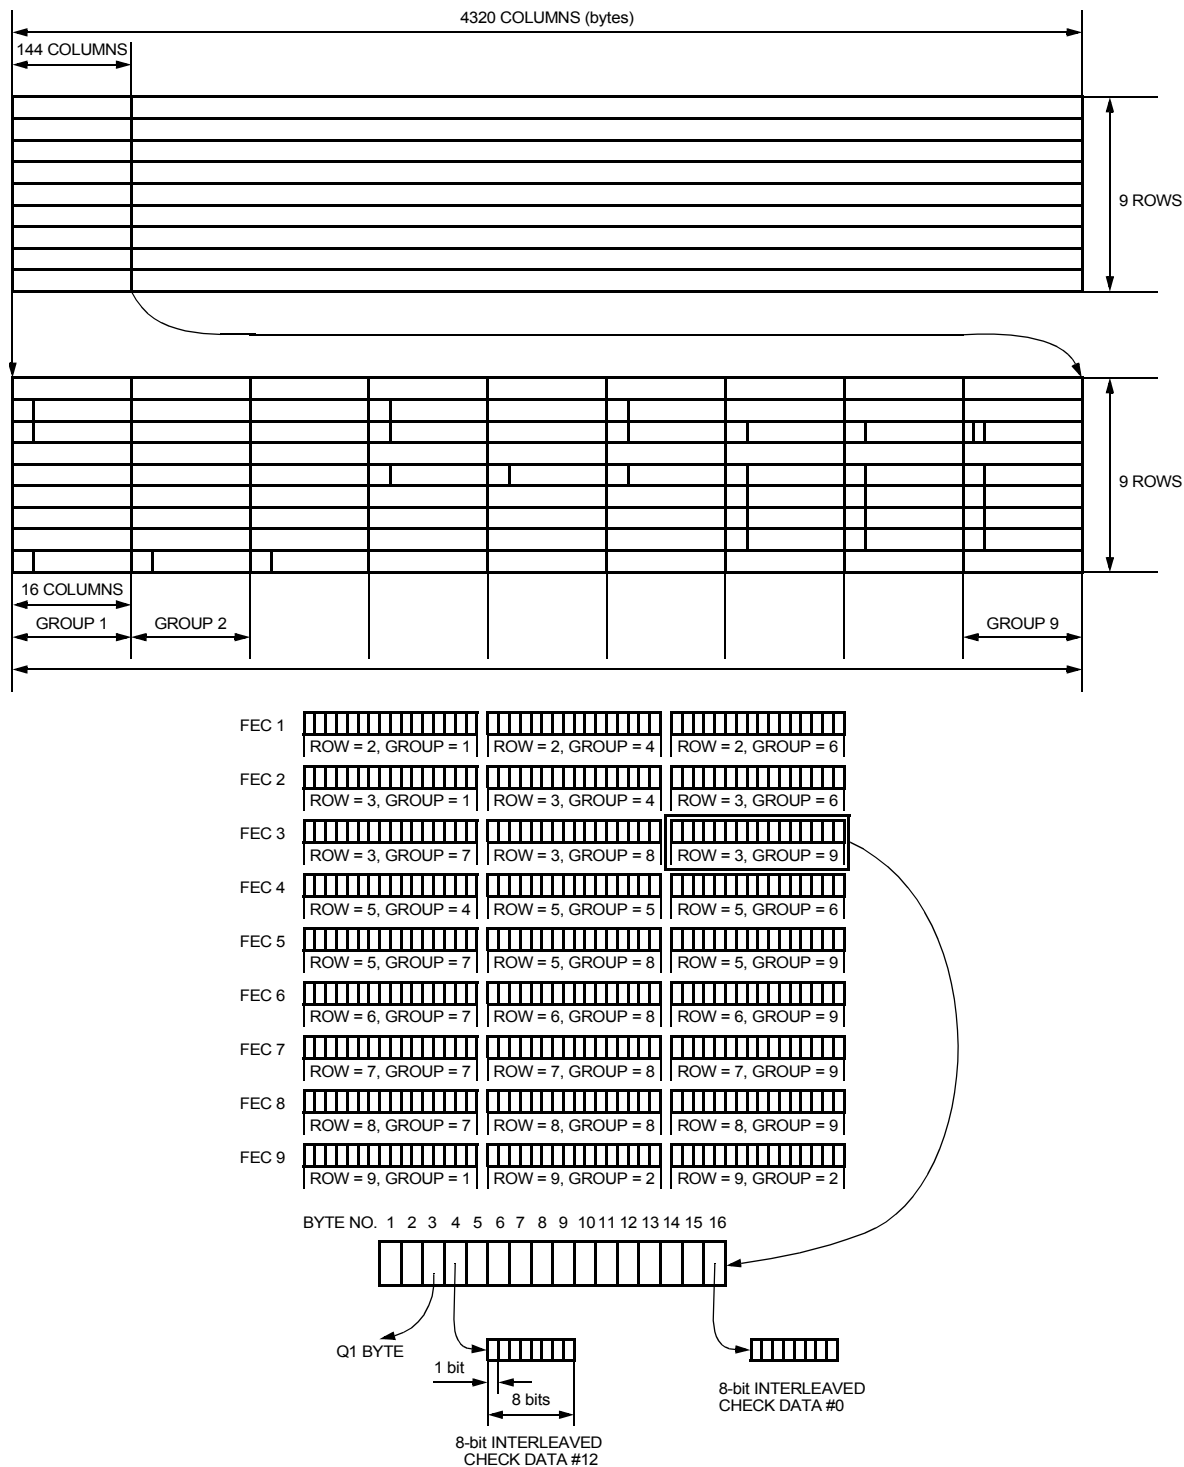 4320 COLUMNS (bytes)
144 COLUMNS
9 ROWS
9 ROWS
16 COLUMNS
GROUP 1 GROUP 2 GROUP 9
FEC 1
ROW = 2, GROUP = 1 ROW = 2, GROUP = 4 ROW = 2, GROUP = 6
FEC 2
ROW = 3, GROUP = 1 ROW = 3, GROUP = 4 ROW = 3, GROUP = 6
FEC 3
ROW = 3, GROUP = 7 ROW = 3, GROUP = 8 ROW = 3, GROUP = 9
FEC 4
ROW = 5, GROUP = 4 ROW = 5, GROUP = 5 ROW = 5, GROUP = 6
FEC 5
ROW = 5, GROUP = 7 ROW = 5, GROUP = 8 ROW = 5, GROUP = 9
FEC 6
ROW = 6, GROUP = 7 ROW = 6, GROUP = 8 ROW = 6, GROUP = 9
FEC 7
ROW = 7, GROUP = 7 ROW = 7, GROUP = 8 ROW = 7, GROUP = 9
FEC 8
ROW = 8, GROUP = 7 ROW = 8, GROUP = 8 ROW = 8, GROUP = 9
FEC 9
ROW = 9, GROUP = 1 ROW = 9, GROUP = 2 ROW = 9, GROUP = 2
BYTE NO. 1 2 3 4 5 6 7 8 9 10 11 12 13 14 15 16
Q1 BYTE
1 bit
8 bits
8-bit INTERLEAVED
CHECK DATA #12
8-bit INTERLEAVED
CHECK DATA #0